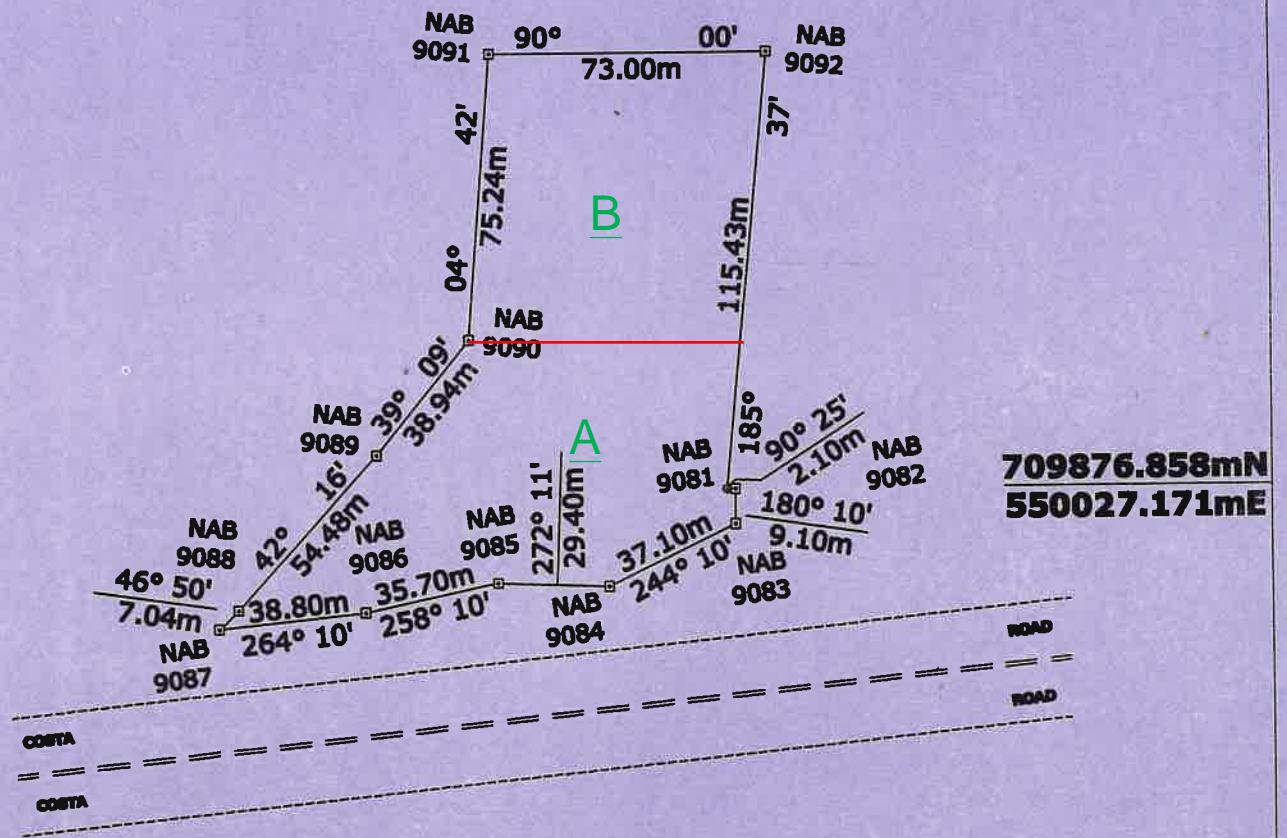 NAB
9091
90° 00'
73.00m
NAB
9092
04° 42'
75.24m
B
185° 37'
115.43m
NAB
9090
39° 09'
38.94m
NAB
9089
A
NAB
9081
90° 25'
2.10m
NAB
9082
709876.858mN
550027.171mE
42° 16'
54.48m
NAB
9088
NAB
9086
NAB
9085
272° 11'
29.40m
37.10m
244° 10'
180° 10'
9.10m
NAB
9083
46° 50'
7.04m
38.80m
264° 10'
35.70m
258° 10'
NAB
9084
NAB
9087
ROAD
ROAD
COSTA
COSTA